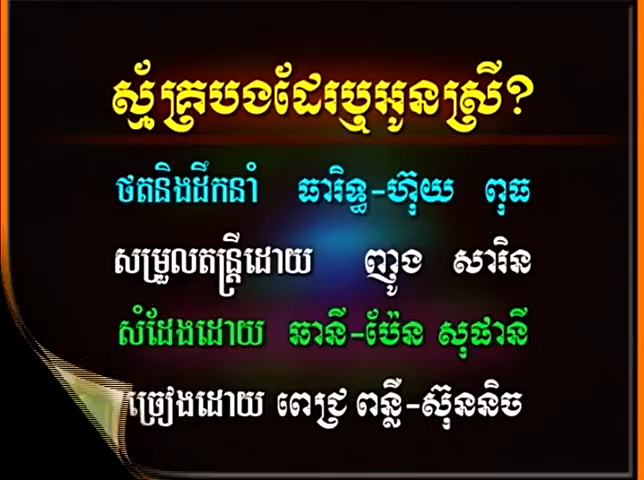 ស្ម័គ្របងដែរឬអូនស្រី?
ថតនិងដឹកនាំ ធារិទ្ធ-ហ៊ុយ ពុធ
សម្រួលតន្ត្រីដោយ ញូង សារិន
សំដែងដោយ ឆានី-ប៉ែន សុផានី
ច្រៀងដោយ ពេជ្រ ពន្លឺ-ស៊ុននិច